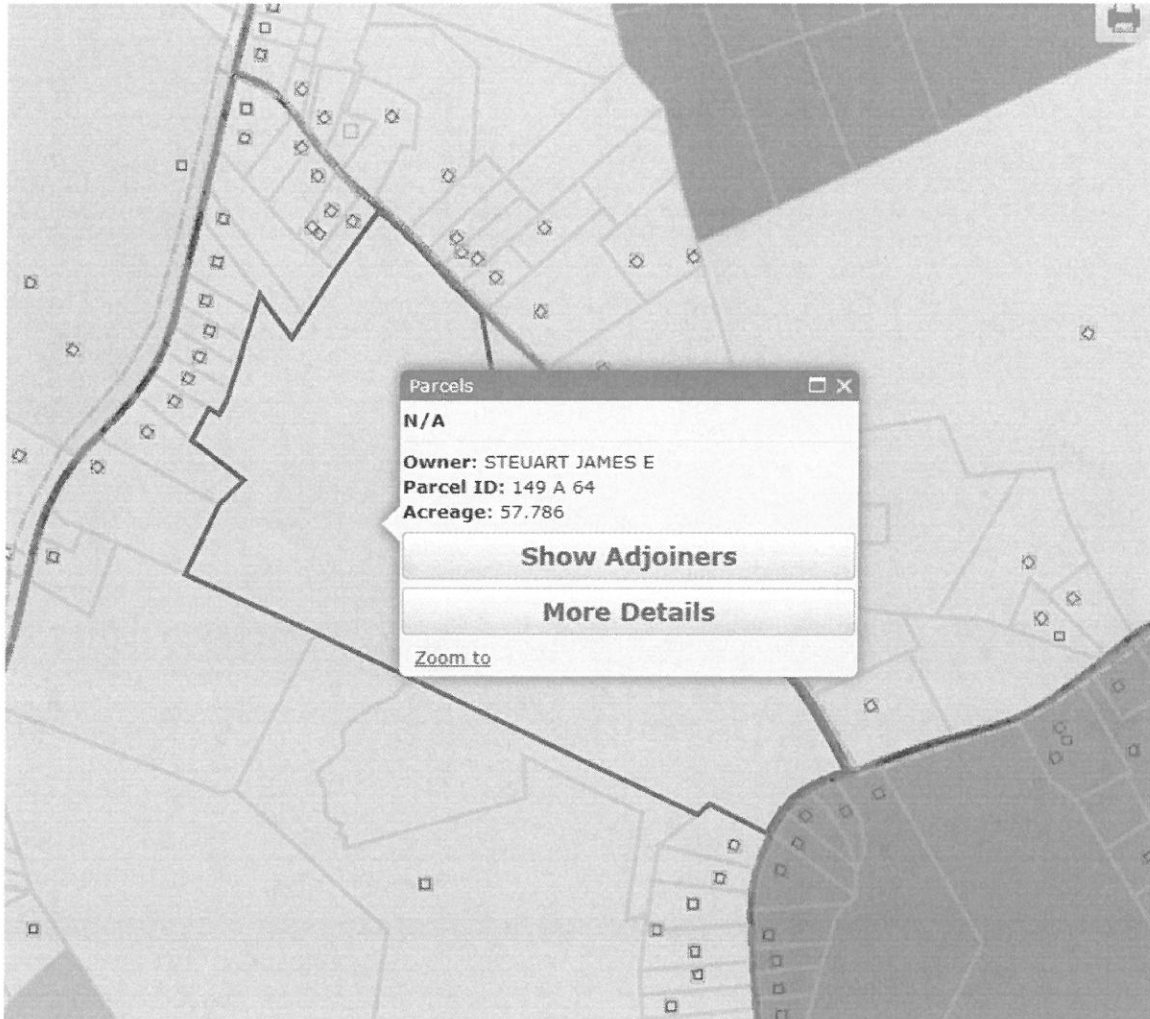 Parcels
N/A
Owner: STEUART JAMES E
Parcel ID: 149 A 64
Acreage: 57.786
Show Adjoiners
More Details
Zoom to